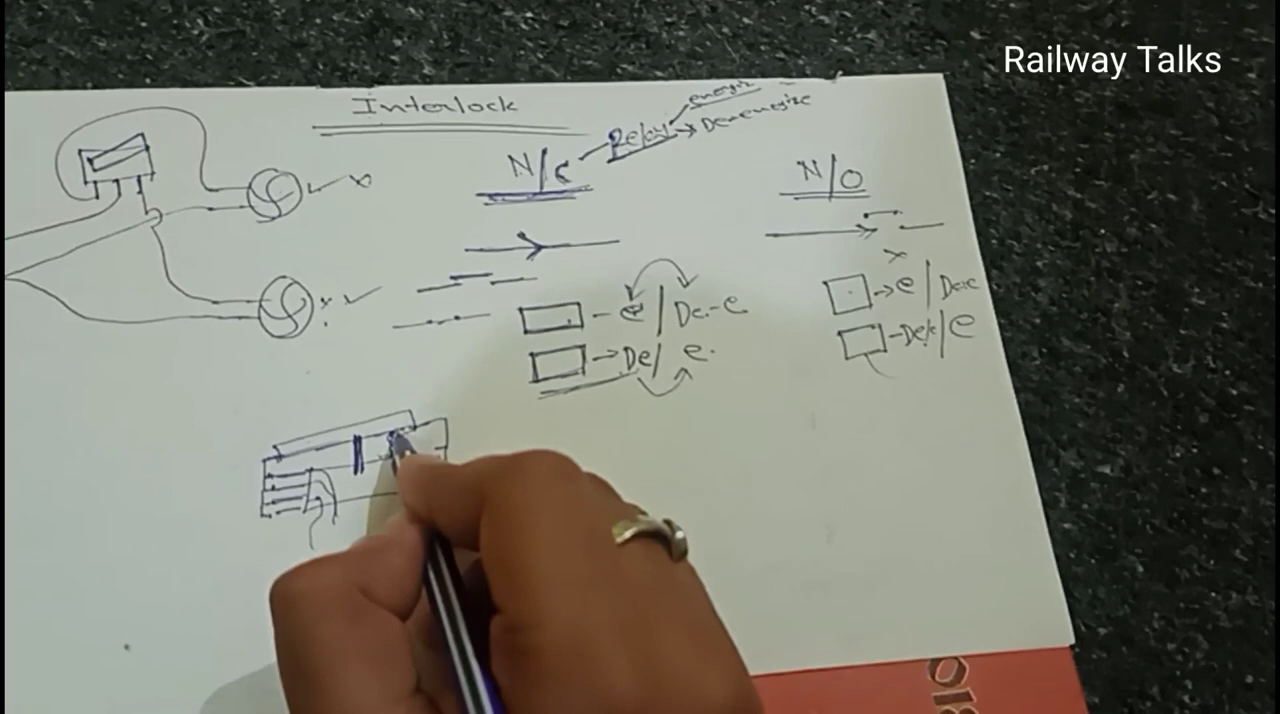 Railway Talks
Interlock
energize
Relay → De-energize
N/C
N/O
- e / De-e
→ De / e.
→ e / De-e
- De/e / e